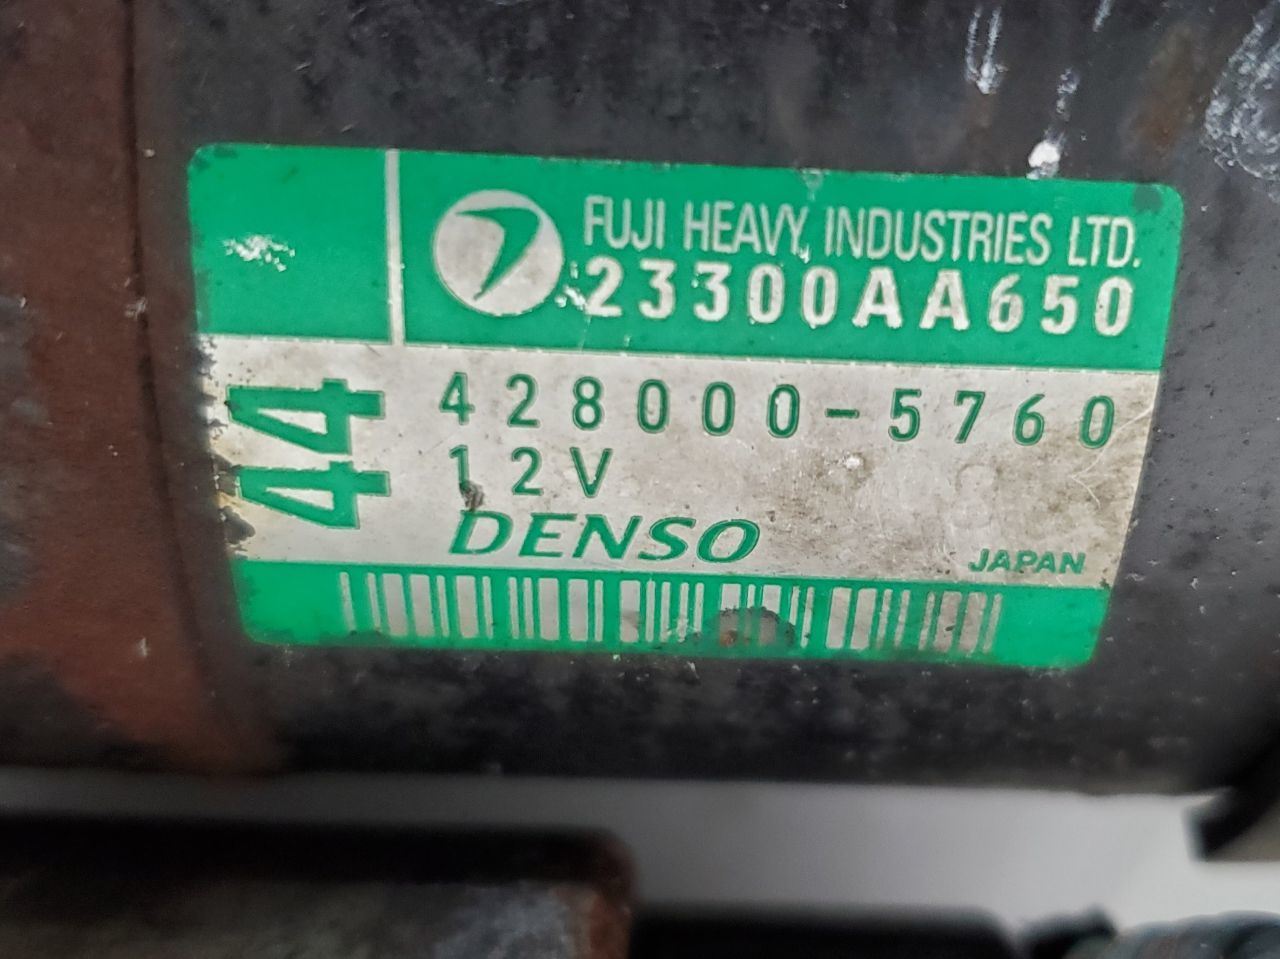 FUJI HEAVY INDUSTRIES LTD.
23300AA650
44
428000-5760
12V
DENSO
JAPAN